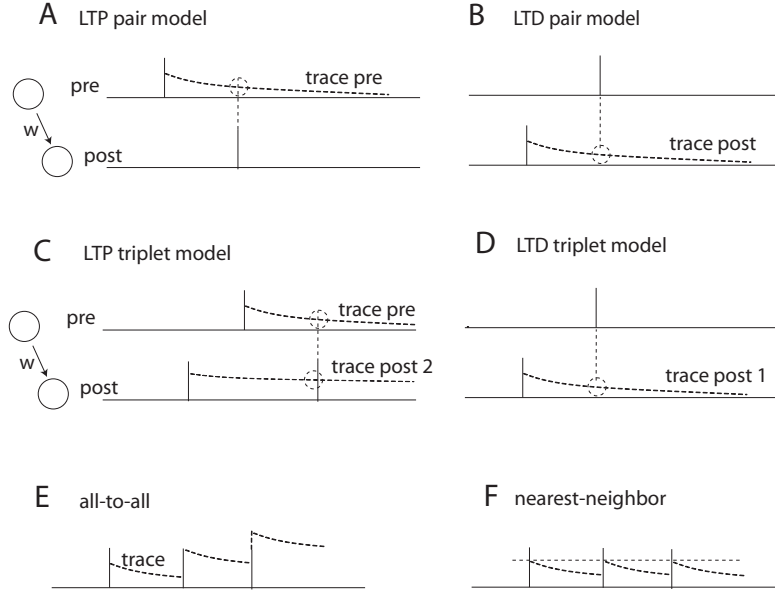 A LTP pair model
B LTD pair model
pre
trace pre
w
post
trace post
C LTP triplet model
D LTD triplet model
pre
trace pre
w
post
trace post 2
trace post 1
E all-to-all
F nearest-neighbor
trace